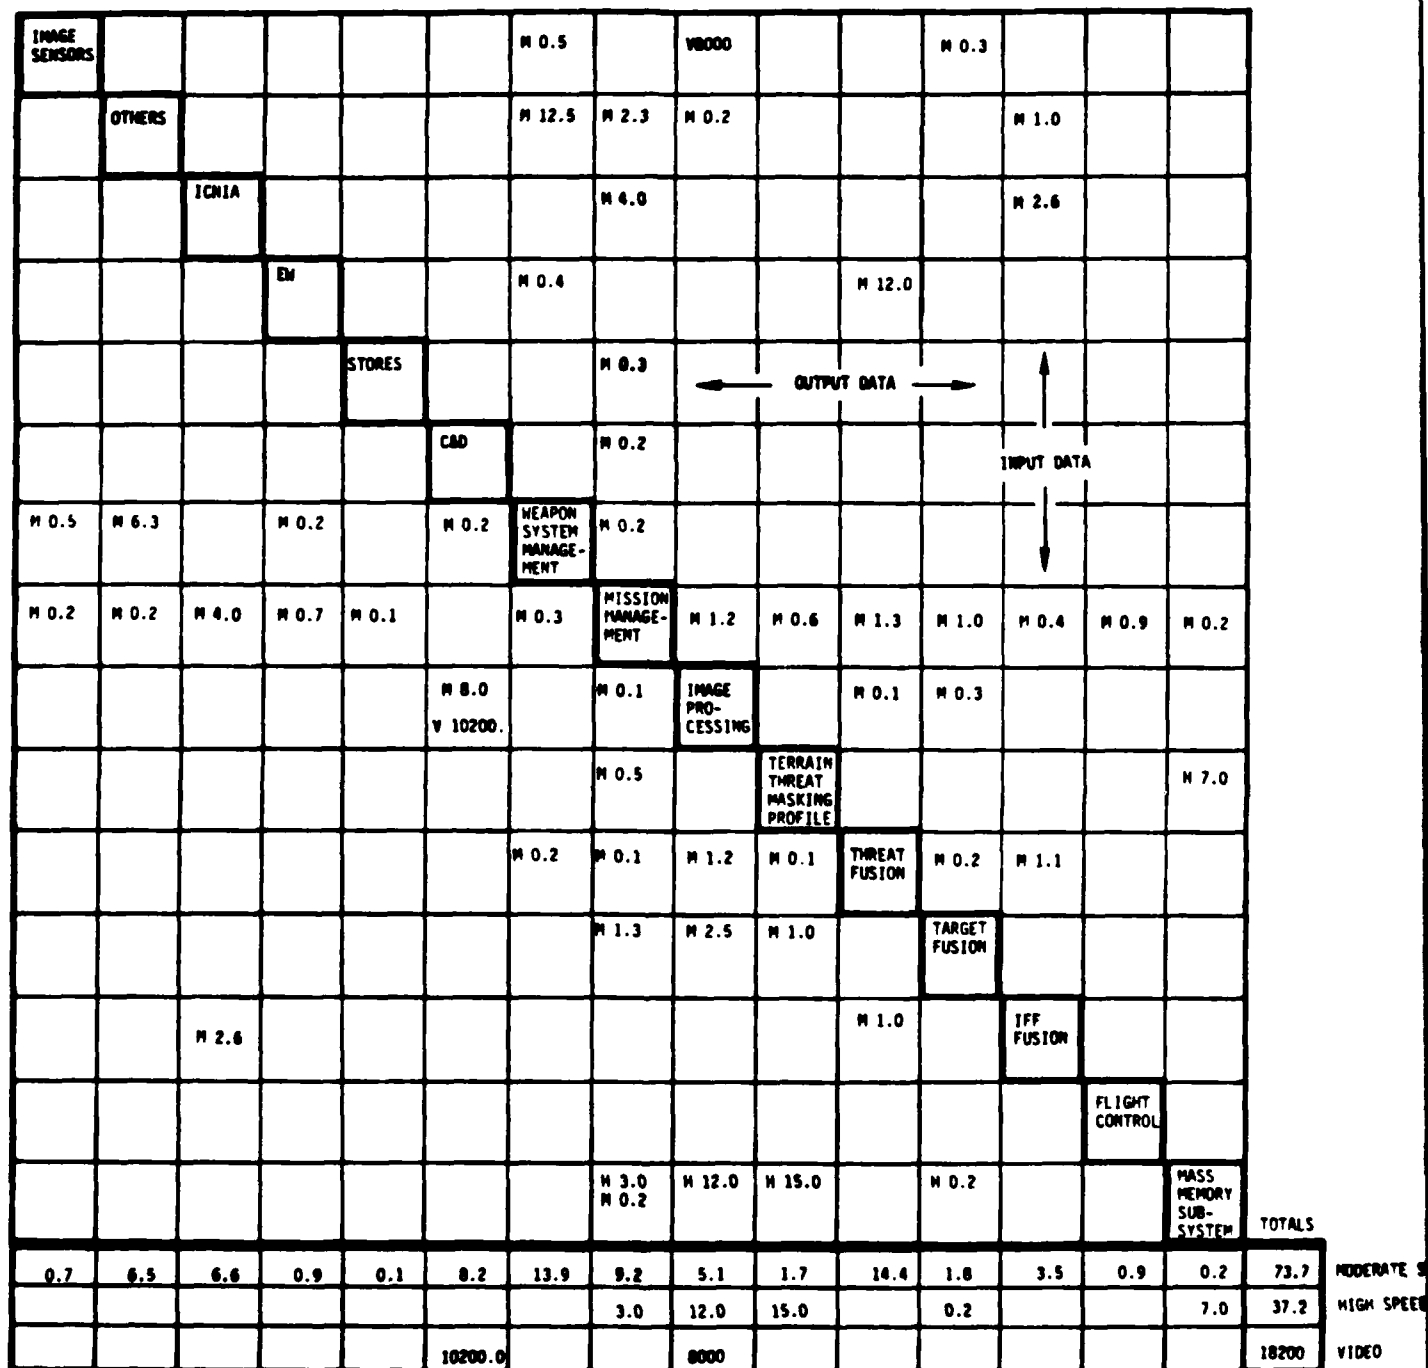 IMAGE
SENSORS
M 0.5
V8000
M 0.3
OTHERS
M 12.5
M 2.3
M 0.2
M 1.0
ICNIA
M 4.0
M 2.6
EW
M 0.4
M 12.0
STORES
M 0.3
OUTPUT DATA
C&D
M 0.2
INPUT DATA
M 0.5
M 6.3
M 0.2
M 0.2
WEAPON
SYSTEM
MANAGE-
MENT
M 0.2
M 0.2
M 0.2
M 4.0
M 0.7
M 0.1
M 0.3
MISSION
MANAGE-
MENT
M 1.2
M 0.6
M 1.3
M 1.0
M 0.4
M 0.9
M 0.2
M 8.0
V 10200.
M 0.1
IMAGE
PRO-
CESSING
M 0.1
M 0.3
M 0.5
TERRAIN
THREAT
MASKING
PROFILE
H 7.0
M 0.2
M 0.1
M 1.2
M 0.1
THREAT
FUSION
M 0.2
M 1.1
M 1.3
M 2.5
M 1.0
TARGET
FUSION
M 2.6
M 1.0
IFF
FUSION
FLIGHT
CONTROL
H 3.0
M 0.2
H 12.0
H 15.0
H 0.2
MASS
MEMORY
SUB-
SYSTEM
TOTALS
0.7 6.5 6.6 0.9 0.1 8.2 13.9 9.2 5.1 1.7 14.4 1.8 3.5 0.9 0.2 73.7 MODERATE S
3.0 12.0 15.0 0.2 7.0 37.2 HIGH SPEED
10200.0 8000 18200 VIDEO